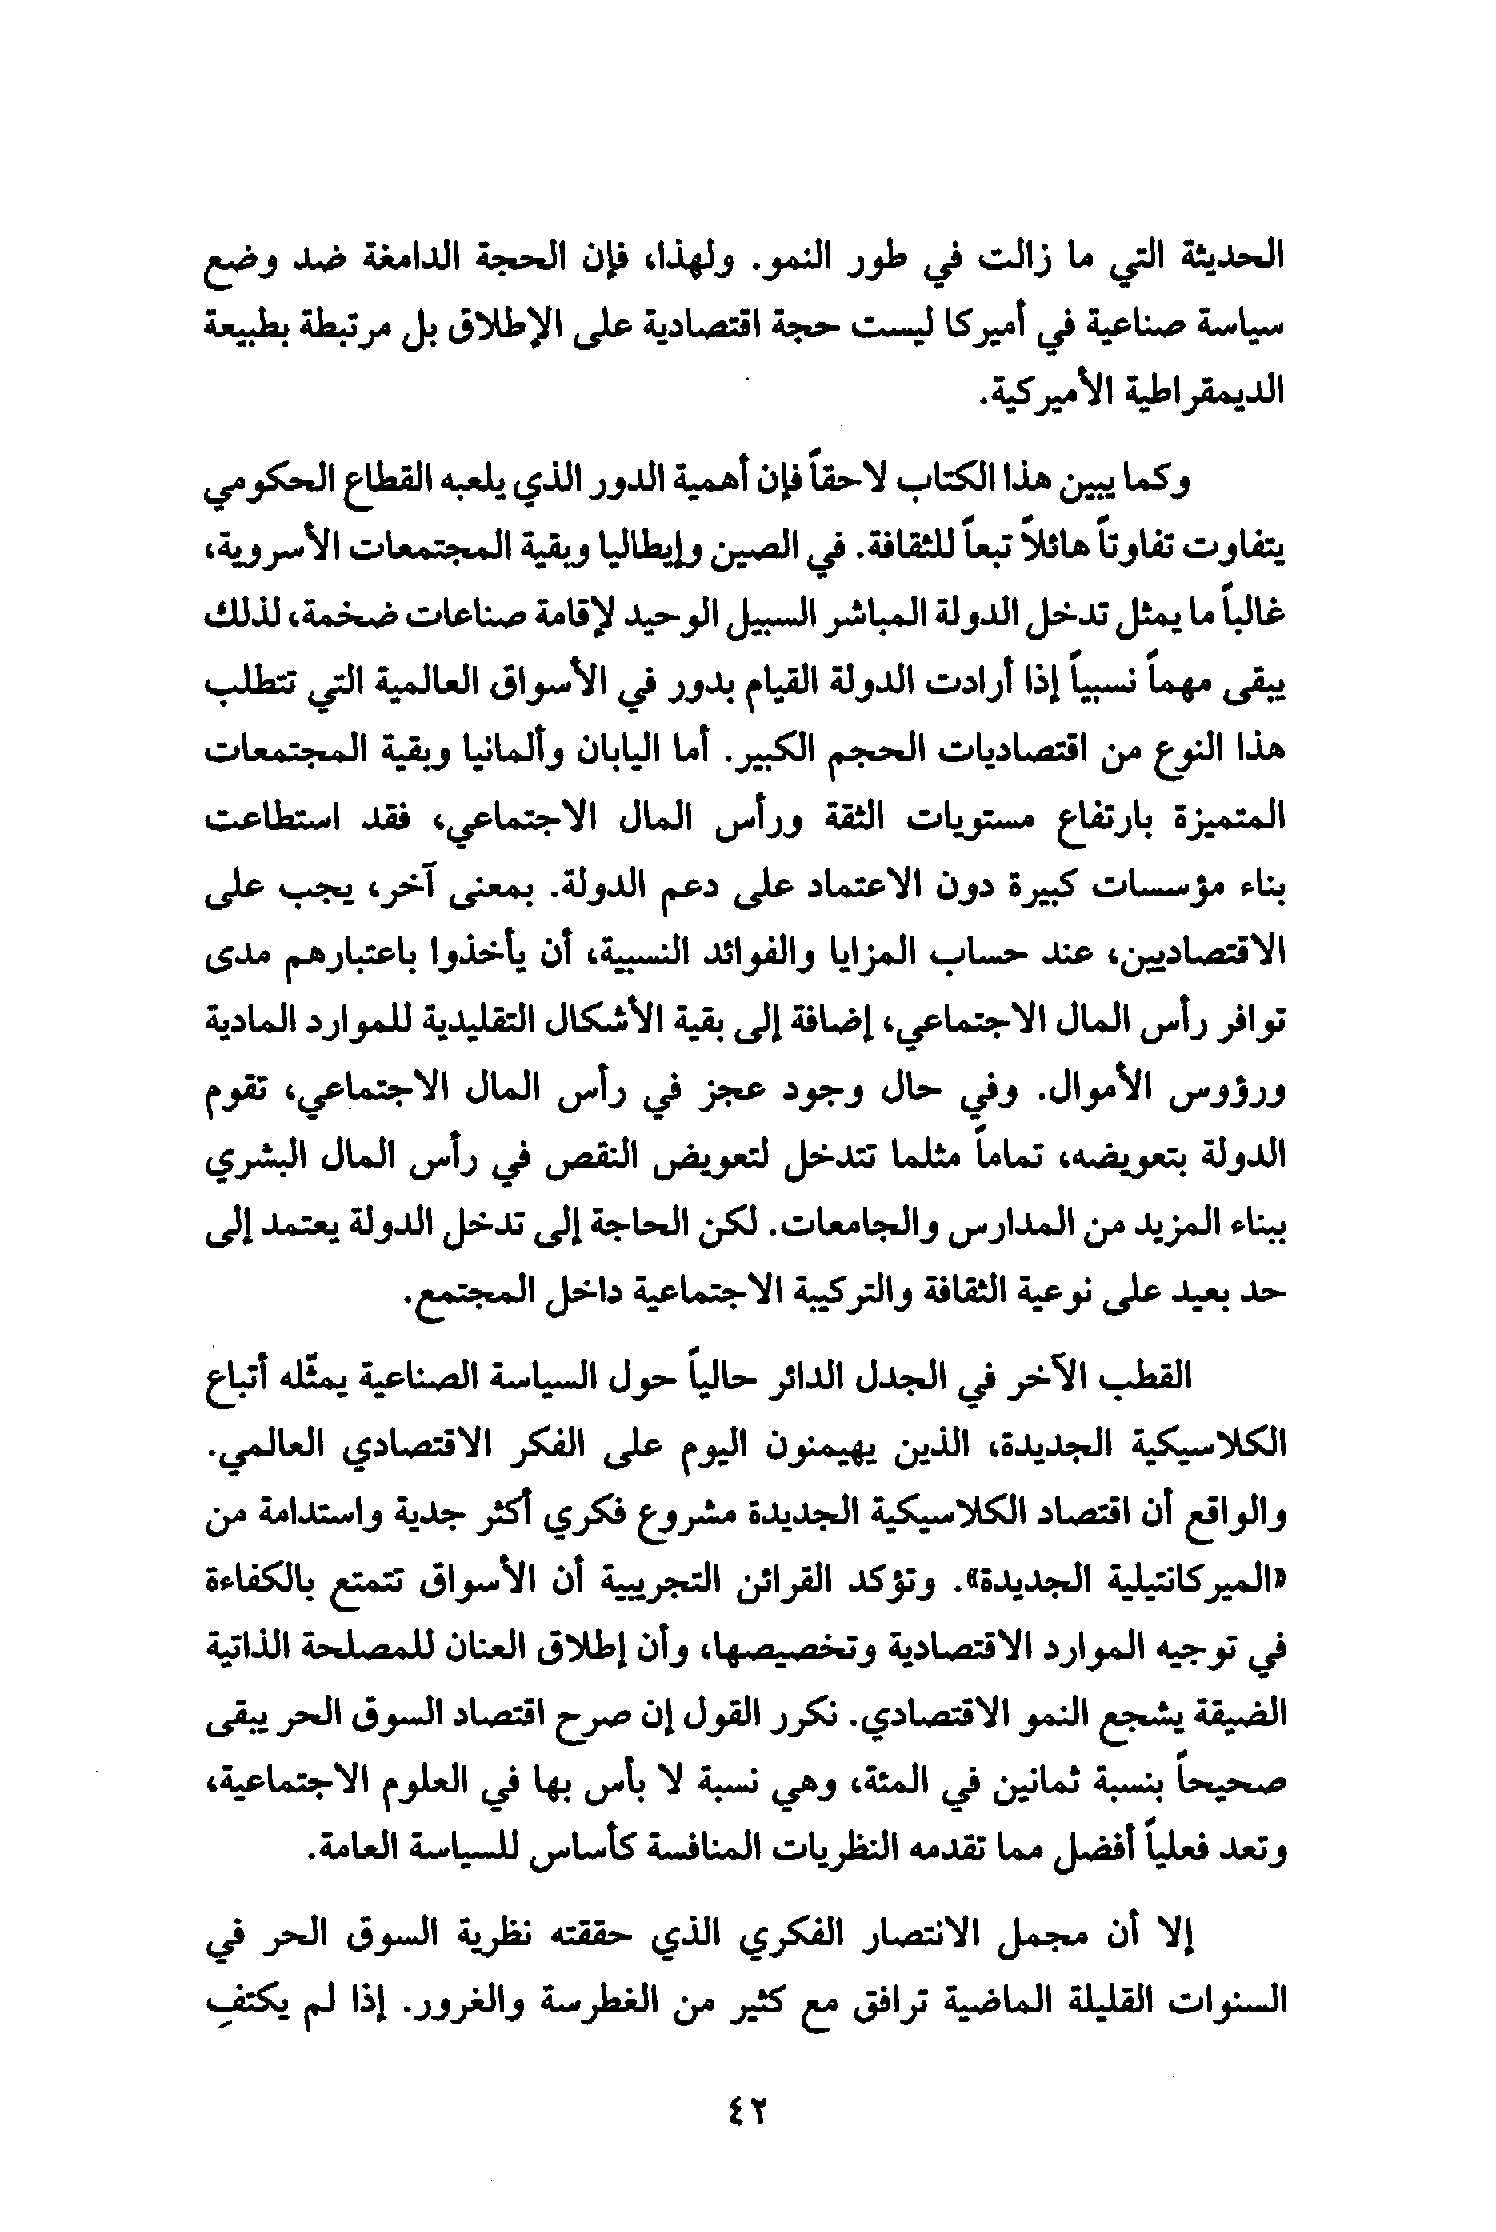 الحديثة التي ما زالت في طور النمو. ولهذا، فإن الحجة الدامغة ضد وضع
سياسة صناعية في أميركا ليست حجة اقتصادية على الإطلاق بل مرتبطة بطبيعة
الديمقراطية الأميركية.
وكما يبين هذا الكتاب لاحقاً فإن أهمية الدور الذي يلعبه القطاع الحكومي
يتفاوت تفاوتاً هائلاً تبعاً للثقافة. في الصين وإيطاليا وبقية المجتمعات الأسروية،
غالباً ما يمثل تدخل الدولة المباشر السبيل الوحيد لإقامة صناعات ضخمة، لذلك
يبقى مهماً نسبياً إذا أرادت الدولة القيام بدور في الأسواق العالمية التي تتطلب
هذا النوع من اقتصاديات الحجم الكبير. أما اليابان وألمانيا وبقية المجتمعات
المتميزة بارتفاع مستويات الثقة ورأس المال الاجتماعي، فقد استطاعت
بناء مؤسسات كبيرة دون الاعتماد على دعم الدولة. بمعنى آخر، يجب على
الاقتصاديين، عند حساب المزايا والفوائد النسبية، أن يأخذوا باعتبارهم مدى
توافر رأس المال الاجتماعي، إضافة إلى بقية الأشكال التقليدية للموارد المادية
ورؤوس الأموال. وفي حال وجود عجز في رأس المال الاجتماعي، تقوم
الدولة بتعويضه، تماماً مثلما تتدخل لتعويض النقص في رأس المال البشري
ببناء المزيد من المدارس والجامعات. لكن الحاجة إلى تدخل الدولة يعتمد إلى
حد بعيد على نوعية الثقافة والتركيبة الاجتماعية داخل المجتمع.
القطب الآخر في الجدل الدائر حالياً حول السياسة الصناعية يمثّله أتباع
الكلاسيكية الجديدة، الذين يهيمنون اليوم على الفكر الاقتصادي العالمي.
والواقع أن اقتصاد الكلاسيكية الجديدة مشروع فكري أكثر جدية واستدامة من
«الميركانتيلية الجديدة». وتؤكد القرائن التجريبية أن الأسواق تتمتع بالكفاءة
في توجيه الموارد الاقتصادية وتخصيصها، وأن إطلاق العنان للمصلحة الذاتية
الضيقة يشجع النمو الاقتصادي. نكرر القول إن صرح اقتصاد السوق الحر يبقى
صحيحاً بنسبة ثمانين في المئة، وهي نسبة لا بأس بها في العلوم الاجتماعية،
وتعد فعلياً أفضل مما تقدمه النظريات المنافسة كأساس للسياسة العامة.
إلا أن مجمل الانتصار الفكري الذي حققته نظرية السوق الحر في
السنوات القليلة الماضية ترافق مع كثير من الغطرسة والغرور. إذا لم يكتفِ
٤٢